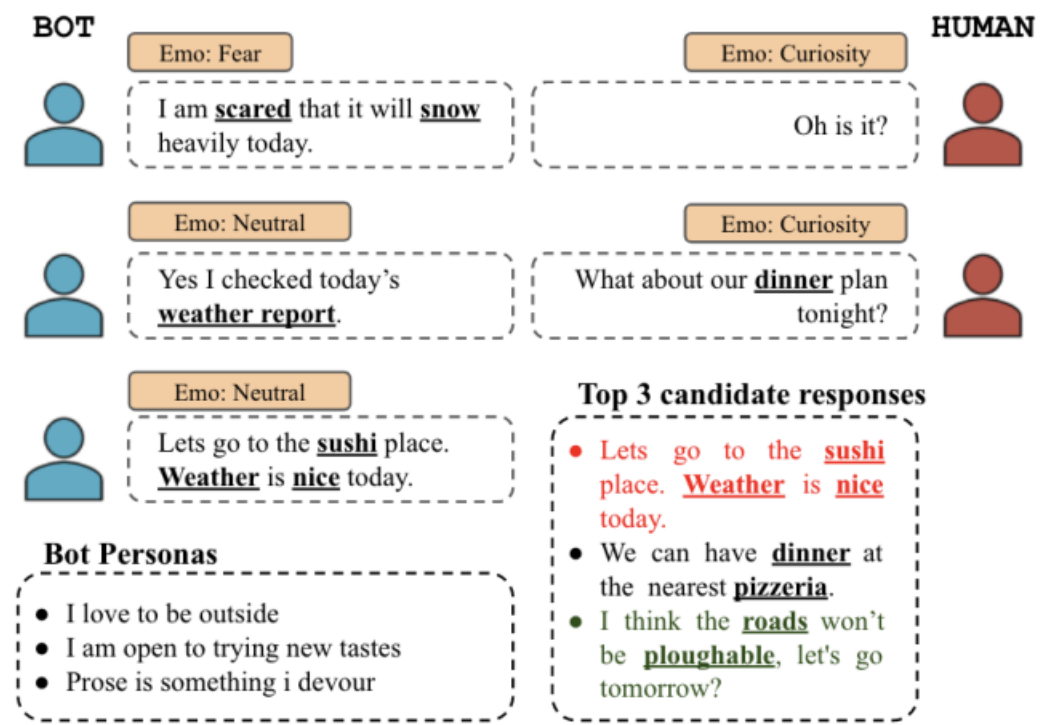 BOT
HUMAN
Emo: Fear
Emo: Curiosity
I am scared that it will snow
heavily today.
Oh is it?
Emo: Neutral
Emo: Curiosity
Yes I checked today’s
weather report.
What about our dinner plan
tonight?
Emo: Neutral
Lets go to the sushi place.
Weather is nice today.
Top 3 candidate responses
● Lets go to the sushi
place. Weather is nice
today.
● We can have dinner at
the nearest pizzeria.
● I think the roads won’t
be ploughable, let's go
tomorrow?
Bot Personas
● I love to be outside
● I am open to trying new tastes
● Prose is something i devour